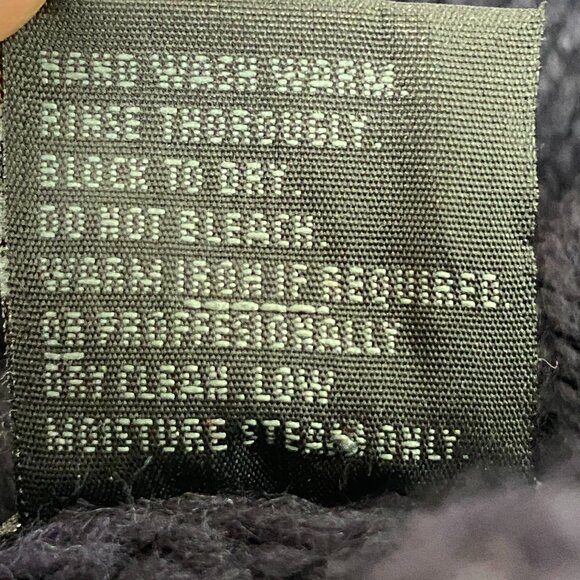 HAND WASH WARM.
RINSE THOROUGLY.
BLOCK TO DRY.
DO NOT BLEACH.
WARM IRON IF REQUIRED.
OR PROFFESIONALLY
DRY CLEAN. LOW
MOISTURE STEAM ONLY.